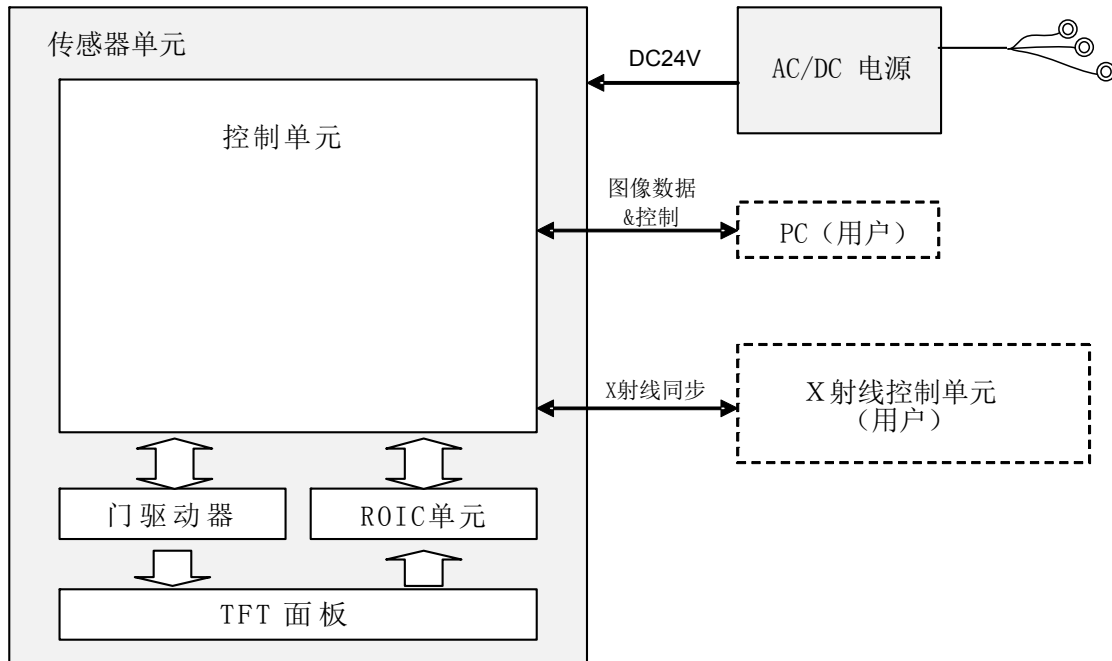 传感器单元
控制单元
DC24V
AC/DC 电源
图像数据
&控制
PC（用户）
X射线同步
X射线控制单元
（用户）
门驱动器
ROIC单元
TFT 面板